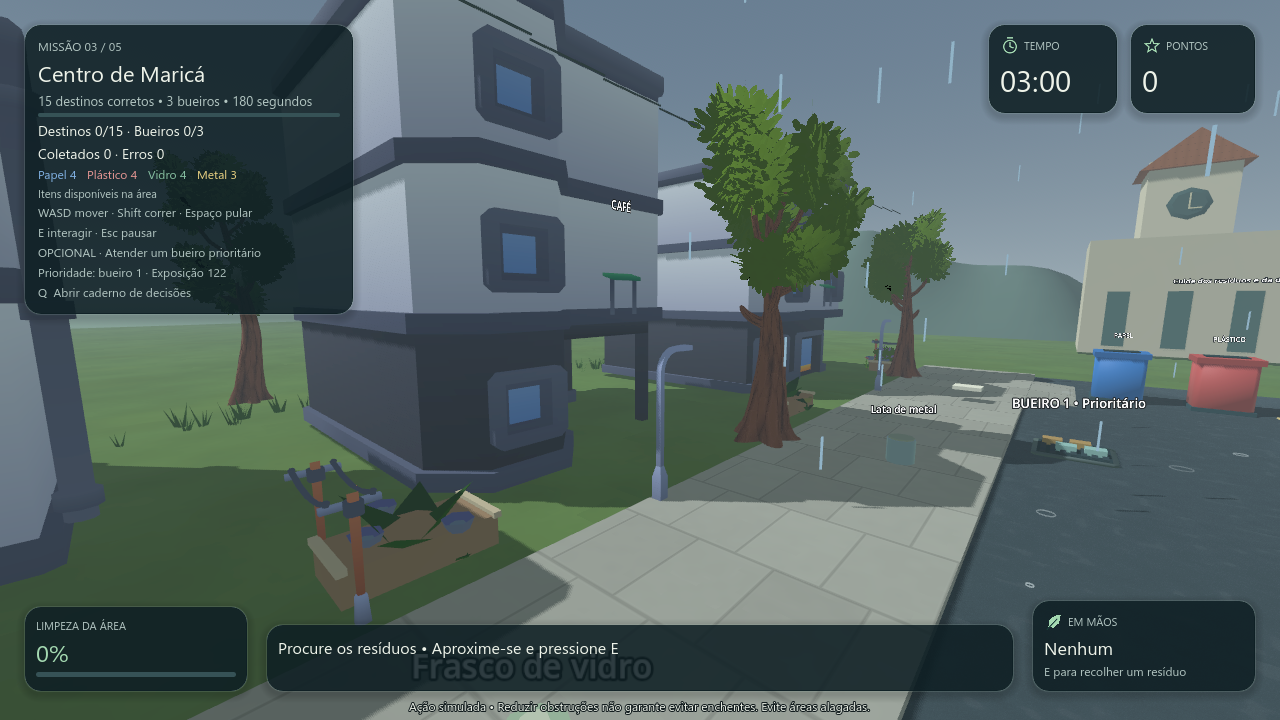 MISSÃO 03 / 05
Centro de Maricá
15 destinos corretos • 3 bueiros • 180 segundos
Destinos 0/15 · Bueiros 0/3
Coletados 0 · Erros 0
Papel 4 Plástico 4 Vidro 4 Metal 3
Itens disponíveis na área
WASD mover · Shift correr · Espaço pular
E interagir · Esc pausar
OPCIONAL · Atender um bueiro prioritário
Prioridade: bueiro 1 · Exposição 122
Q Abrir caderno de decisões
TEMPO
03:00
PONTOS
0
CAFÉ
Cuide dos resíduos e da
PAPEL
PLÁSTICO
BUEIRO 1 • Prioritário
Lata de metal
LIMPEZA DA ÁREA
0%
Procure os resíduos • Aproxime-se e pressione E
Frasco de vidro
EM MÃOS
Nenhum
E para recolher um resíduo
Ação simulada • Reduzir obstruções não garante evitar enchentes. Evite áreas alagadas.